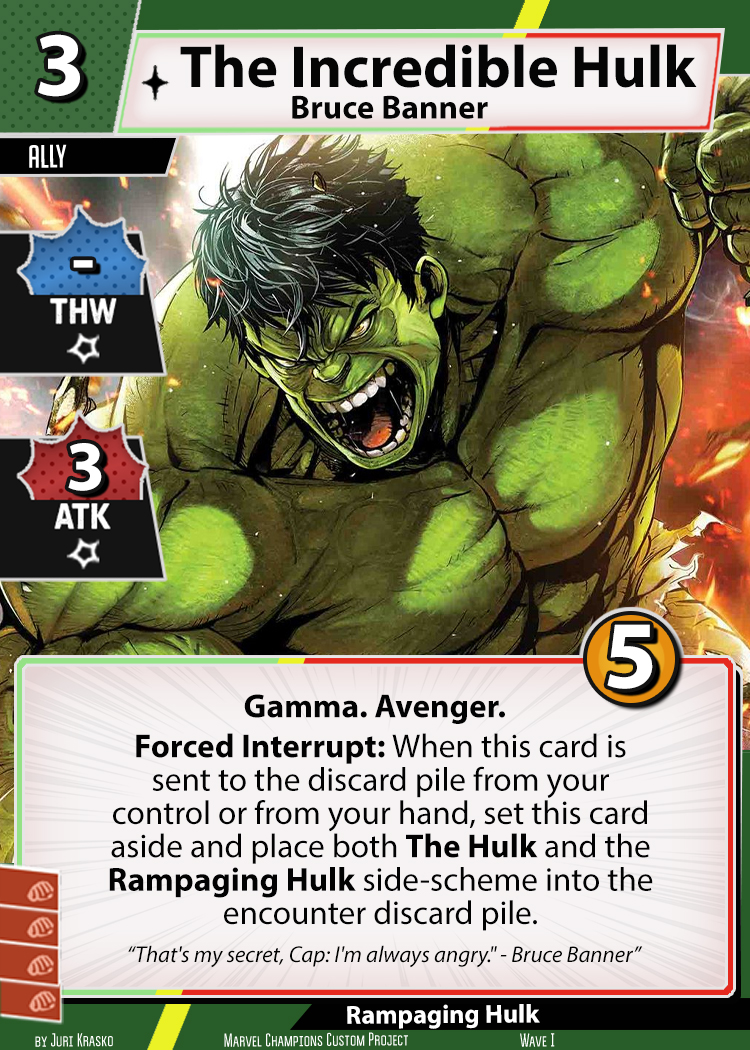 3
The Incredible Hulk
Bruce Banner
ALLY
-
THW
3
ATK
5
Gamma. Avenger.
Forced Interrupt: When this card is
sent to the discard pile from your
control or from your hand, set this card
aside and place both The Hulk and the
Rampaging Hulk side-scheme into the
encounter discard pile.
“That's my secret, Cap: I'm always angry." - Bruce Banner”
Rampaging Hulk
BY JURI KRASKO
MARVEL CHAMPIONS CUSTOM PROJECT
WAVE I